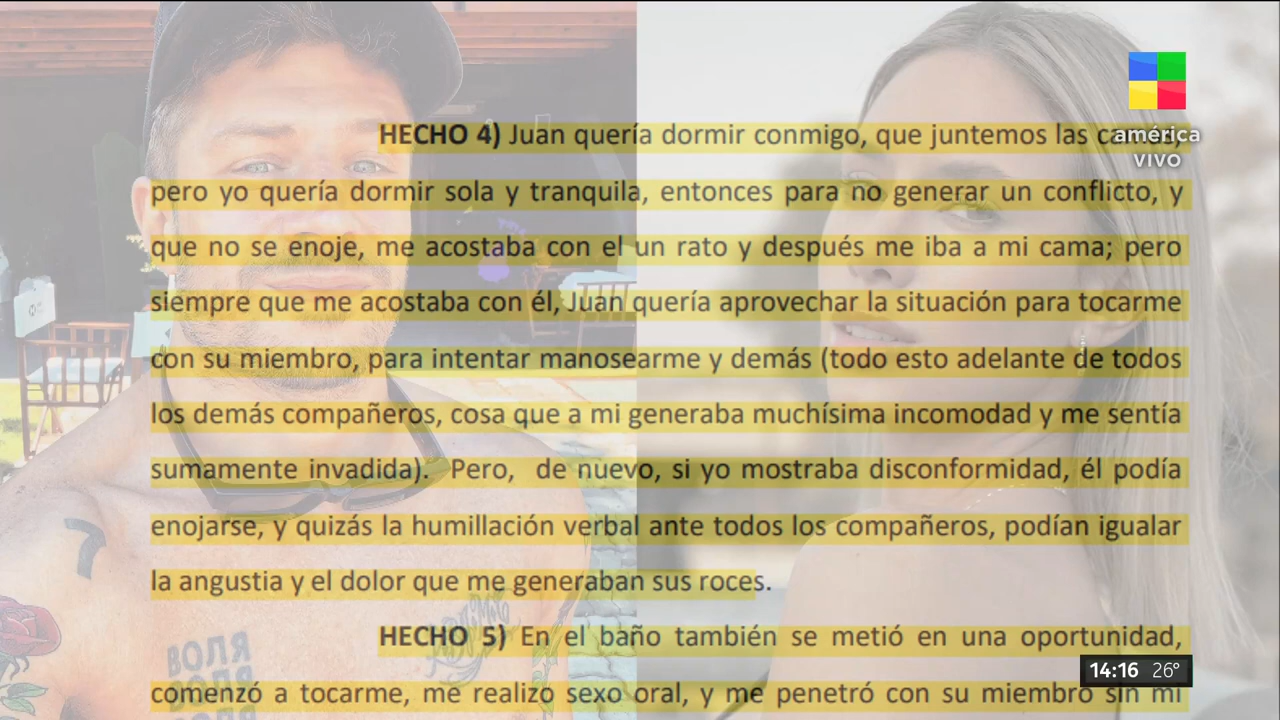 HECHO 4) Juan quería dormir conmigo, que juntemos las camas,
pero yo quería dormir sola y tranquila, entonces para no generar un conflicto, y
que no se enoje, me acostaba con el un rato y después me iba a mi cama; pero
siempre que me acostaba con él, Juan quería aprovechar la situación para tocarme
con su miembro, para intentar manosearme y demás (todo esto adelante de todos
los demás compañeros, cosa que a mi generaba muchísima incomodad y me sentía
sumamente invadida). Pero, de nuevo, si yo mostraba disconformidad, él podía
enojarse, y quizás la humillación verbal ante todos los compañeros, podían igualar
la angustia y el dolor que me generaban sus roces.
HECHO 5) En el baño también se metió en una oportunidad,
comenzó a tocarme, me realizo sexo oral, y me penetró con su miembro sin mi
américa
VIVO
14:16 26°
ВОЛЯ